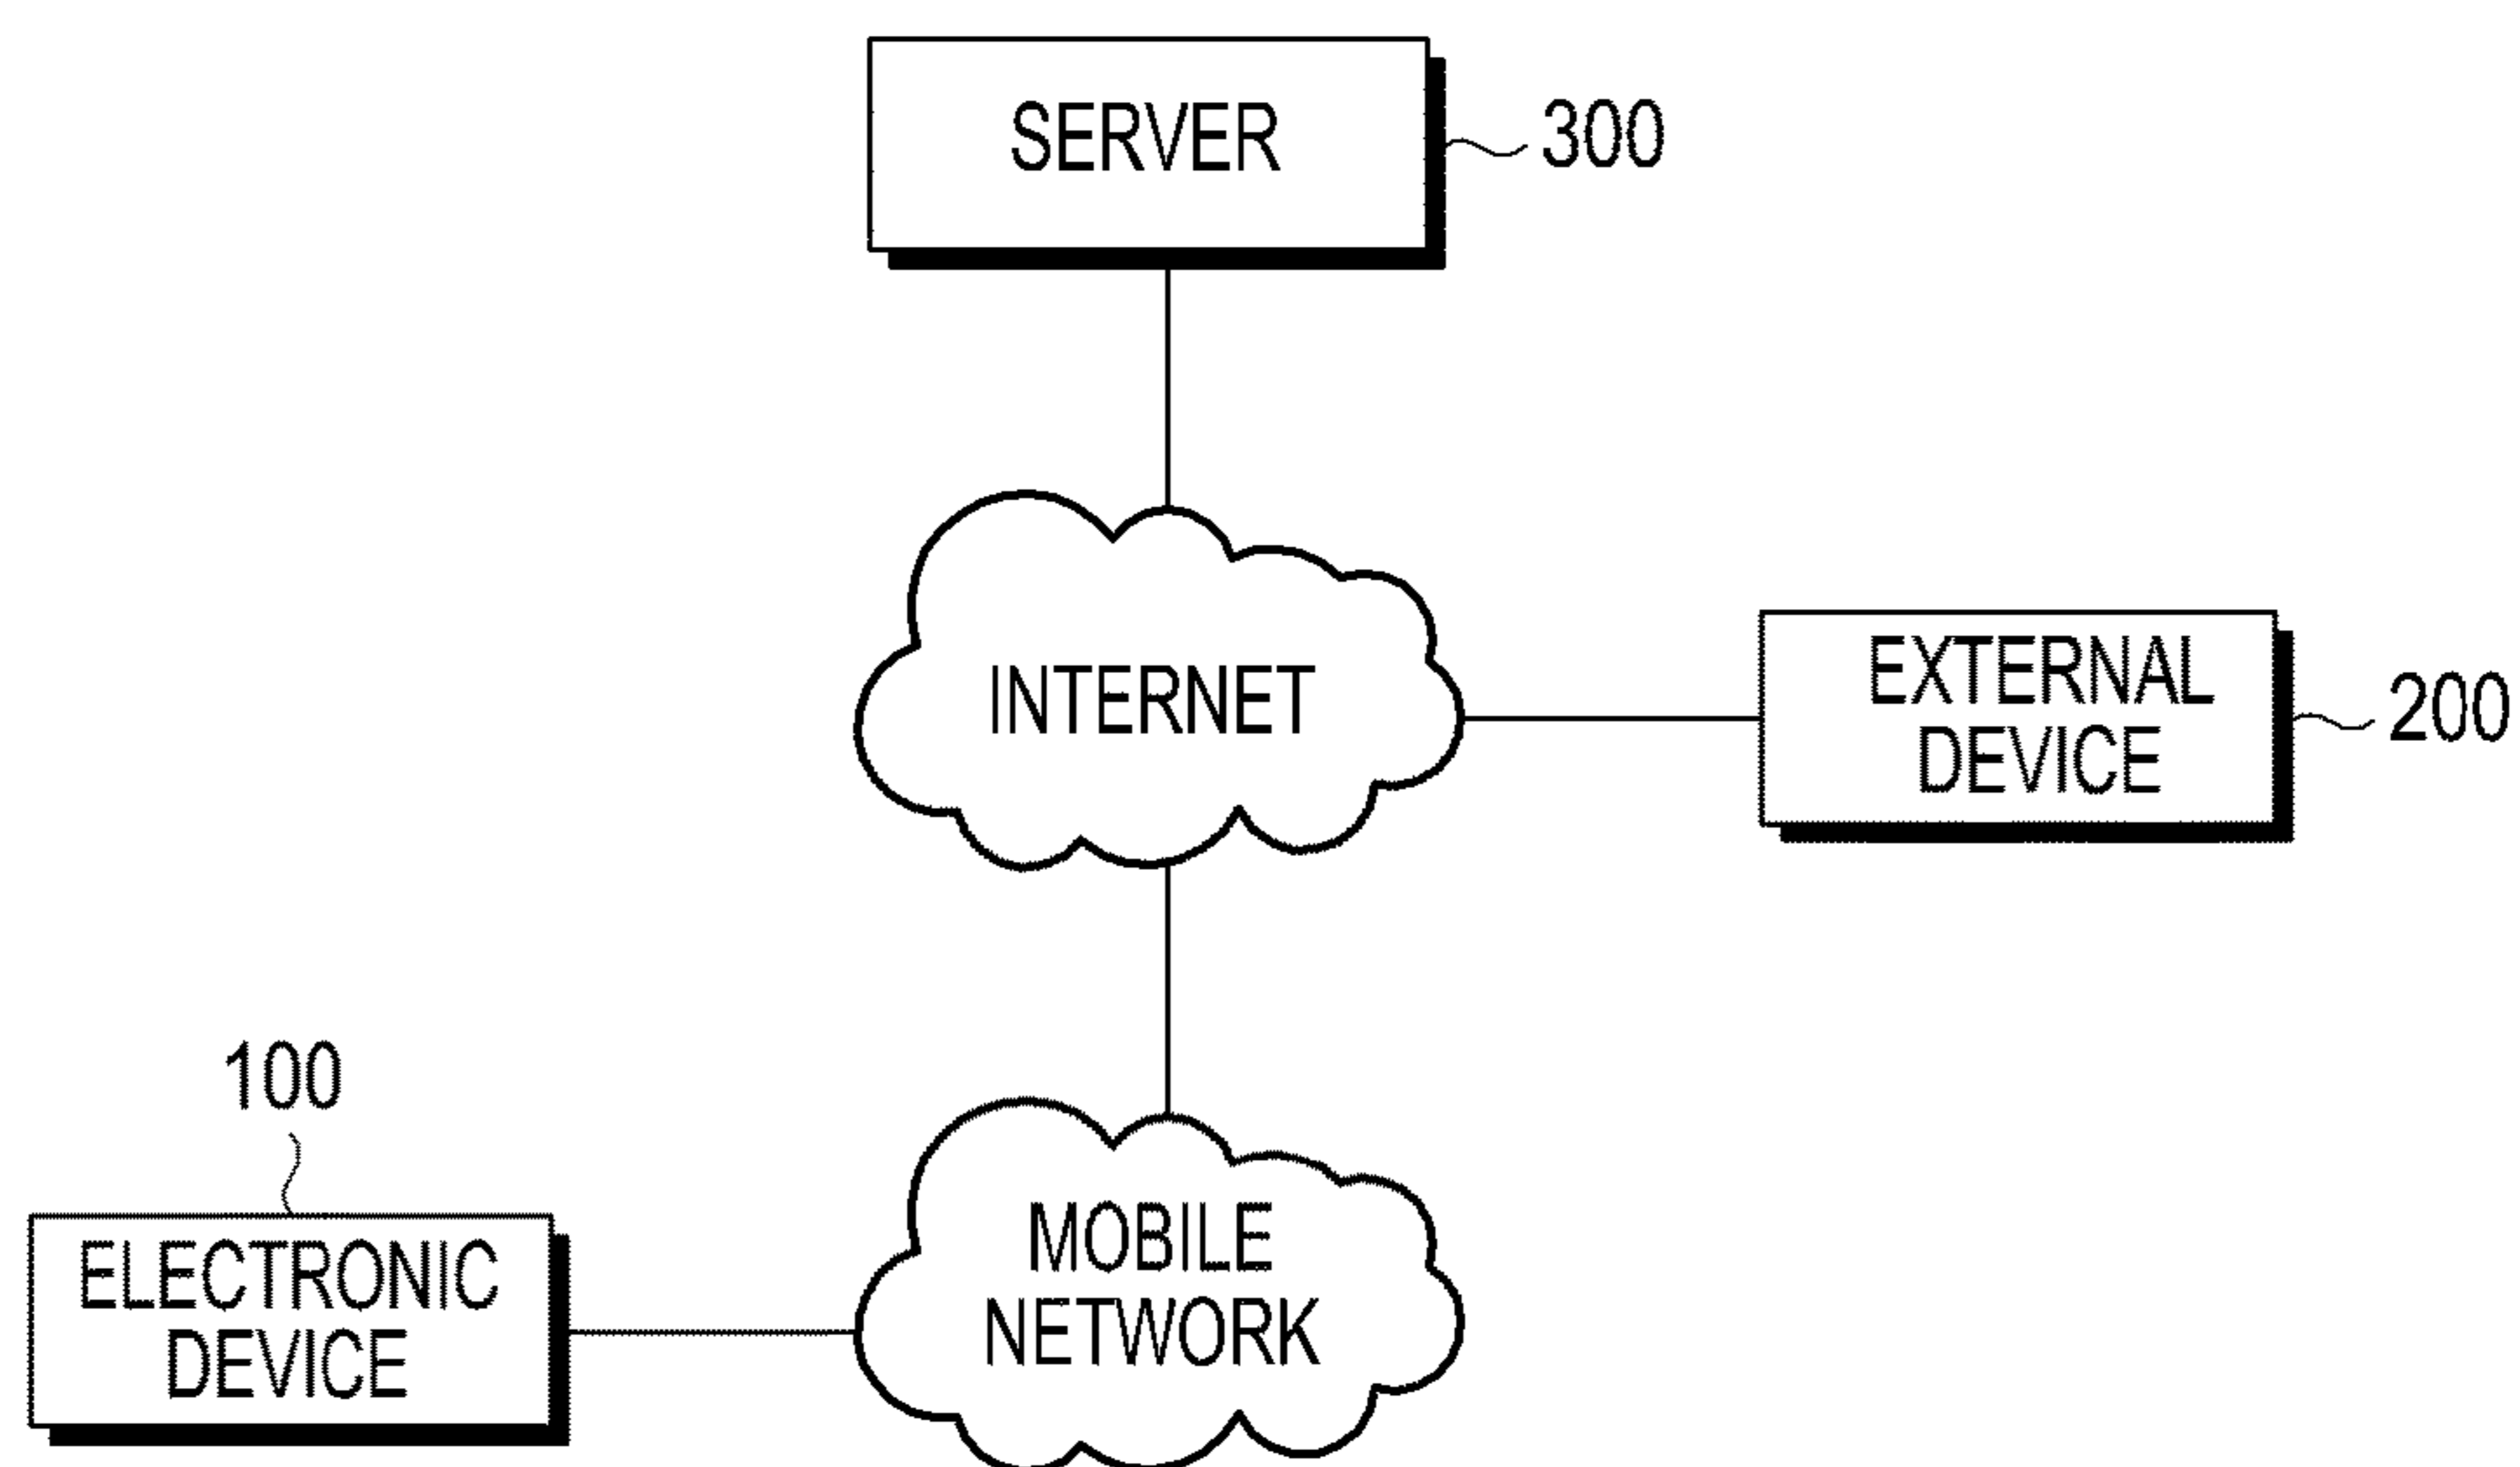 SERVER
300
INTERNET
EXTERNAL
DEVICE
200
100
ELECTRONIC
DEVICE
MOBILE
NETWORK